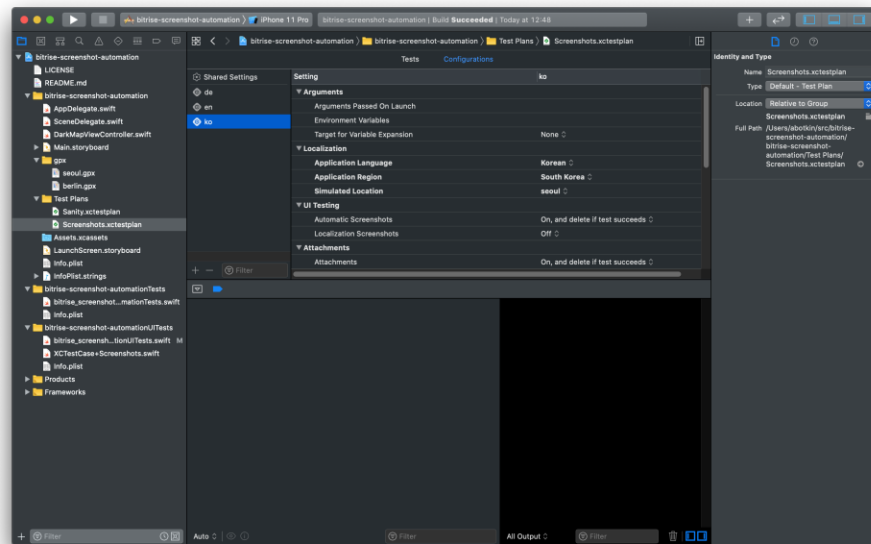 bitrise-screenshot-automation 〉 iPhone 11 Pro
bitrise-screenshot-automation | Build Succeeded | Today at 12:48
bitrise-screenshot-automation
LICENSE
README.md
bitrise-screenshot-automation
AppDelegate.swift
SceneDelegate.swift
DarkMapViewController.swift
Main.storyboard
gpx
seoul.gpx
berlin.gpx
Test Plans
Sanity.xctestplan
Screenshots.xctestplan
Assets.xcassets
LaunchScreen.storyboard
Info.plist
InfoPlist.strings
bitrise-screenshot-automationTests
bitrise_screenshot...mationTests.swift
Info.plist
bitrise-screenshot-automationUITests
bitrise_screensh...tionUITests.swift M
XCTestCase+Screenshots.swift
Info.plist
Products
Frameworks
Filter
bitrise-screenshot-automation 〉 bitrise-screenshot-automation 〉 Test Plans 〉 Screenshots.xctestplan
Tests Configurations
Shared Settings
de
en
ko
Filter
Setting ko
Arguments
Arguments Passed On Launch
Environment Variables
Target for Variable Expansion None
Localization
Application Language Korean
Application Region South Korea
Simulated Location seoul
UI Testing
Automatic Screenshots On, and delete if test succeeds
Localization Screenshots Off
Attachments
Attachments On, and delete if test succeeds
Auto
Filter
All Output
Filter
Identity and Type
Name Screenshots.xctestplan
Type Default - Test Plan
Location Relative to Group
Screenshots.xctestplan
Full Path /Users/abotkin/src/bitrise-
screenshot-automation/
bitrise-screenshot-
automation/Test Plans/
Screenshots.xctestplan